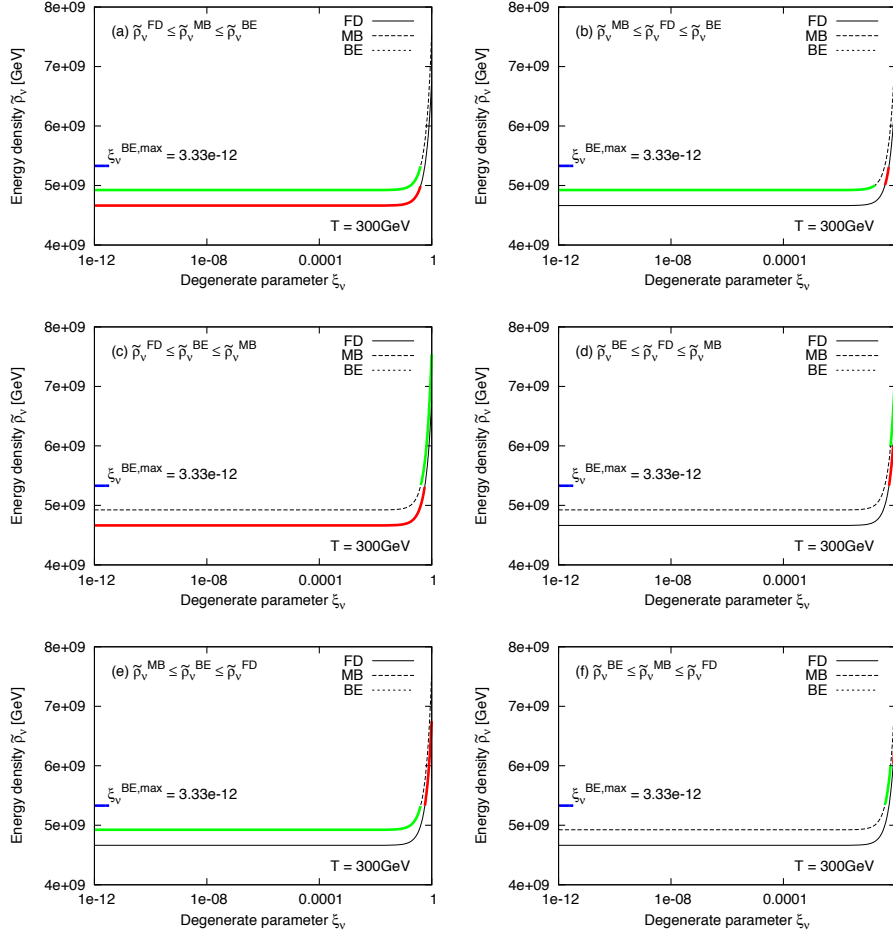 8e+09
7e+09
6e+09
5e+09
4e+09
Energy density ρ̃ν [GeV]
(a) ρ̃ν^FD ≤ ρ̃ν^MB ≤ ρ̃ν^BE
FD
MB
BE
ξν^BE,max = 3.33e-12
T = 300GeV
1e-12 1e-08 0.0001 1
Degenerate parameter ξν
8e+09
7e+09
6e+09
5e+09
4e+09
Energy density ρ̃ν [GeV]
(b) ρ̃ν^MB ≤ ρ̃ν^FD ≤ ρ̃ν^BE
FD
MB
BE
ξν^BE,max = 3.33e-12
T = 300GeV
1e-12 1e-08 0.0001
Degenerate parameter ξν
8e+09
7e+09
6e+09
5e+09
4e+09
Energy density ρ̃ν [GeV]
(c) ρ̃ν^FD ≤ ρ̃ν^BE ≤ ρ̃ν^MB
FD
MB
BE
ξν^BE,max = 3.33e-12
T = 300GeV
1e-12 1e-08 0.0001 1
Degenerate parameter ξν
8e+09
7e+09
6e+09
5e+09
4e+09
Energy density ρ̃ν [GeV]
(d) ρ̃ν^BE ≤ ρ̃ν^FD ≤ ρ̃ν^MB
FD
MB
BE
ξν^BE,max = 3.33e-12
T = 300GeV
1e-12 1e-08 0.0001
Degenerate parameter ξν
8e+09
7e+09
6e+09
5e+09
4e+09
Energy density ρ̃ν [GeV]
(e) ρ̃ν^MB ≤ ρ̃ν^BE ≤ ρ̃ν^FD
FD
MB
BE
ξν^BE,max = 3.33e-12
T = 300GeV
1e-12 1e-08 0.0001 1
Degenerate parameter ξν
8e+09
7e+09
6e+09
5e+09
4e+09
Energy density ρ̃ν [GeV]
(f) ρ̃ν^BE ≤ ρ̃ν^MB ≤ ρ̃ν^FD
FD
MB
BE
ξν^BE,max = 3.33e-12
T = 300GeV
1e-12 1e-08 0.0001
Degenerate parameter ξν